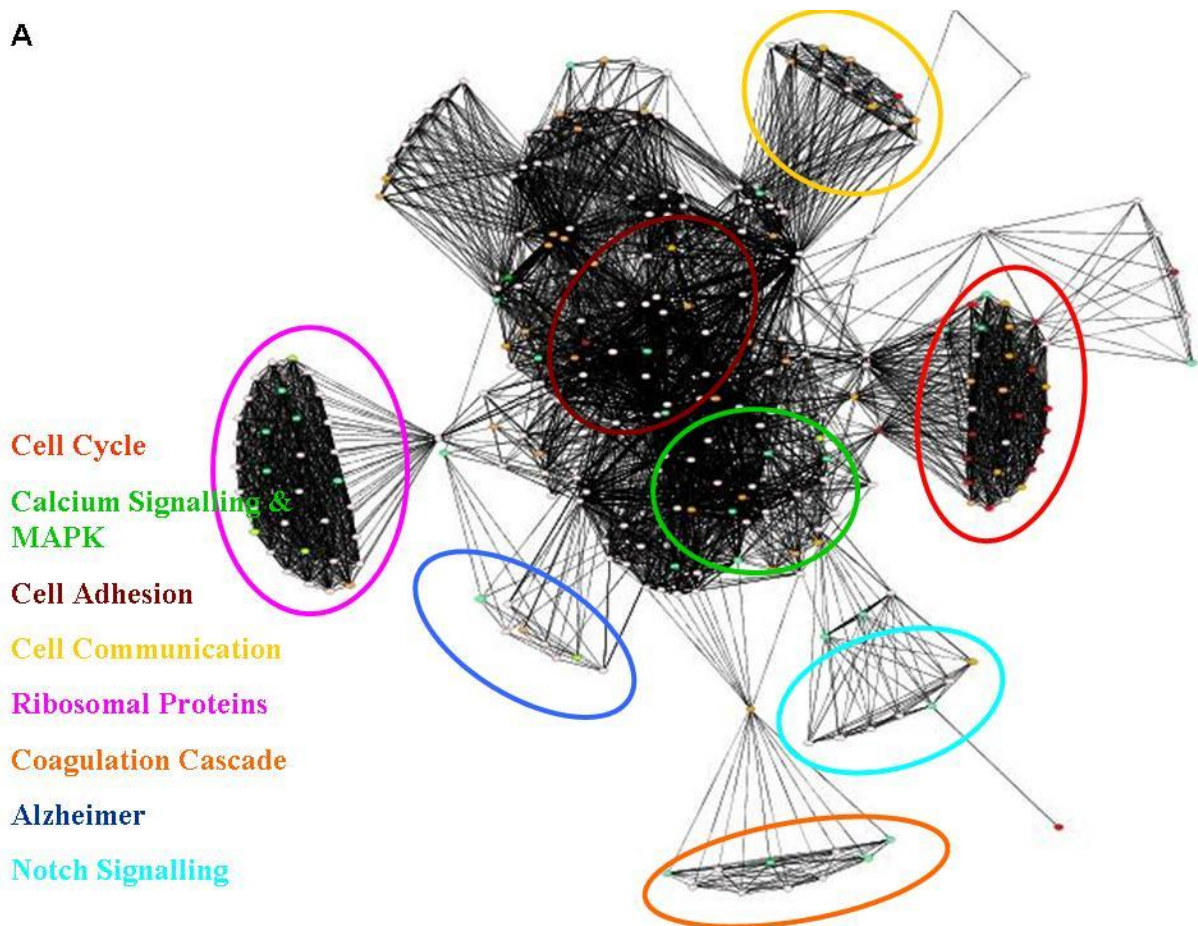 A
Cell Cycle
Calcium Signalling &
MAPK
Cell Adhesion
Cell Communication
Ribosomal Proteins
Coagulation Cascade
Alzheimer
Notch Signalling